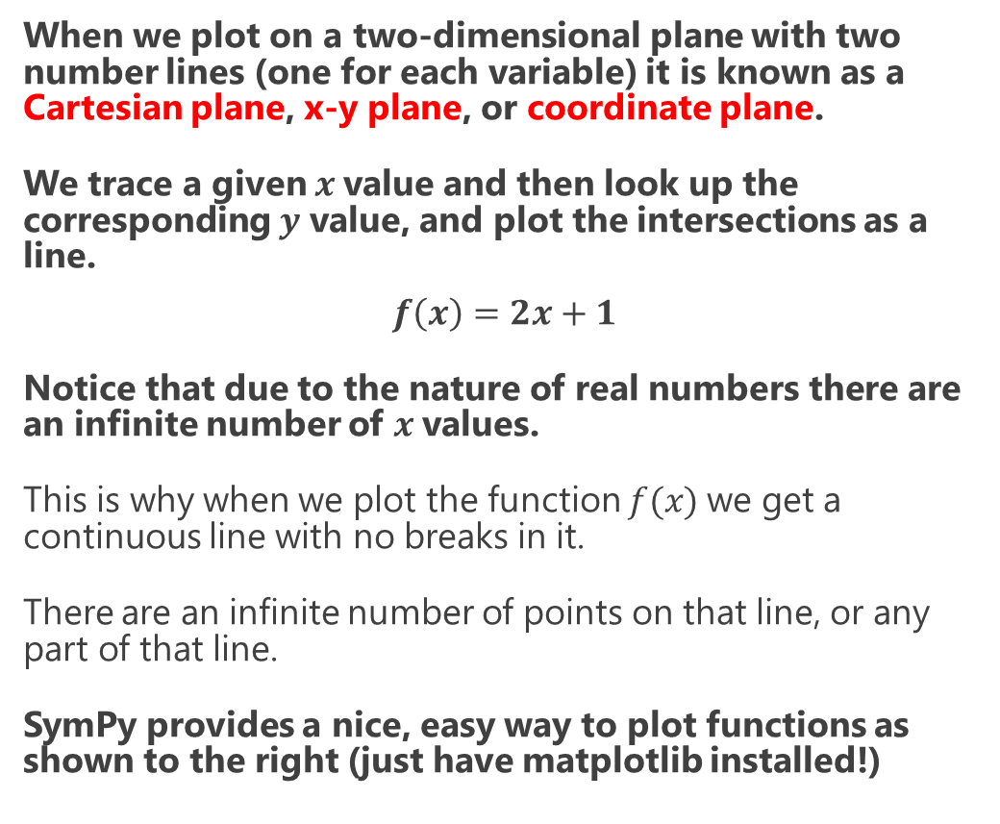 When we plot on a two-dimensional plane with two
number lines (one for each variable) it is known as a
Cartesian plane, x-y plane, or coordinate plane.
We trace a given x value and then look up the
corresponding y value, and plot the intersections as a
line.
f(x) = 2x + 1
Notice that due to the nature of real numbers there are
an infinite number of x values.
This is why when we plot the function f(x) we get a
continuous line with no breaks in it.
There are an infinite number of points on that line, or any
part of that line.
SymPy provides a nice, easy way to plot functions as
shown to the right (just have matplotlib installed!)